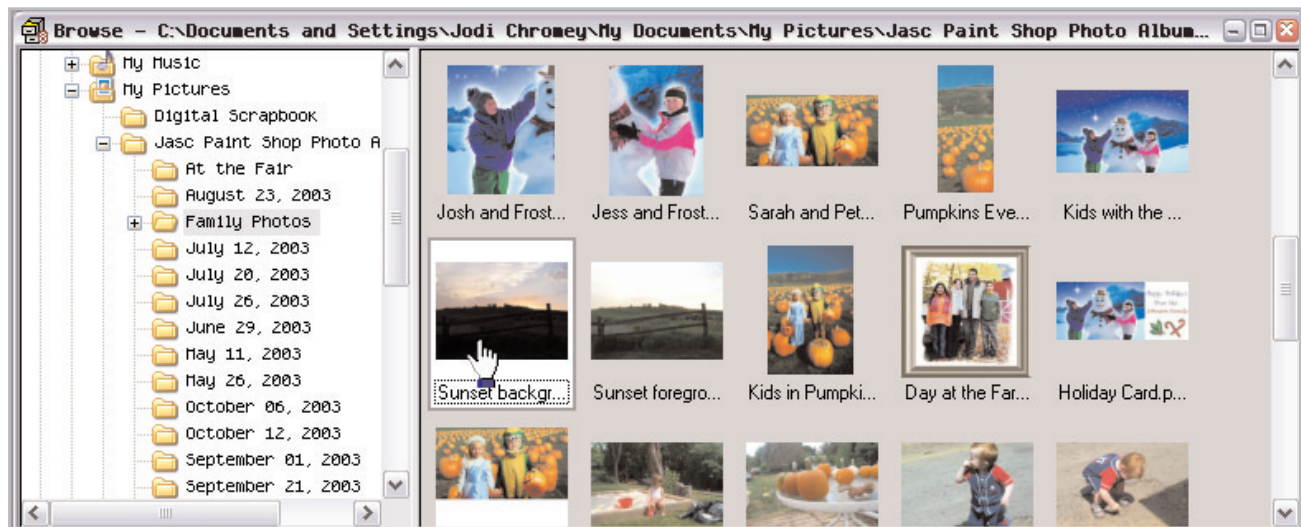 Browse - C:\Documents and Settings\Jodi Chromey\My Documents\My Pictures\Jasc Paint Shop Photo Album...
My Music
My Pictures
Digital Scrapbook
Jasc Paint Shop Photo A
At the Fair
August 23, 2003
Family Photos
July 12, 2003
July 20, 2003
July 26, 2003
June 29, 2003
May 11, 2003
May 26, 2003
October 06, 2003
October 12, 2003
September 01, 2003
September 21, 2003
Josh and Frost...
Jess and Frost...
Sarah and Pet...
Pumpkins Eve...
Kids with the ...
Sunset backgr...
Sunset foregro...
Kids in Pumpki...
Day at the Far...
Holiday Card.p...